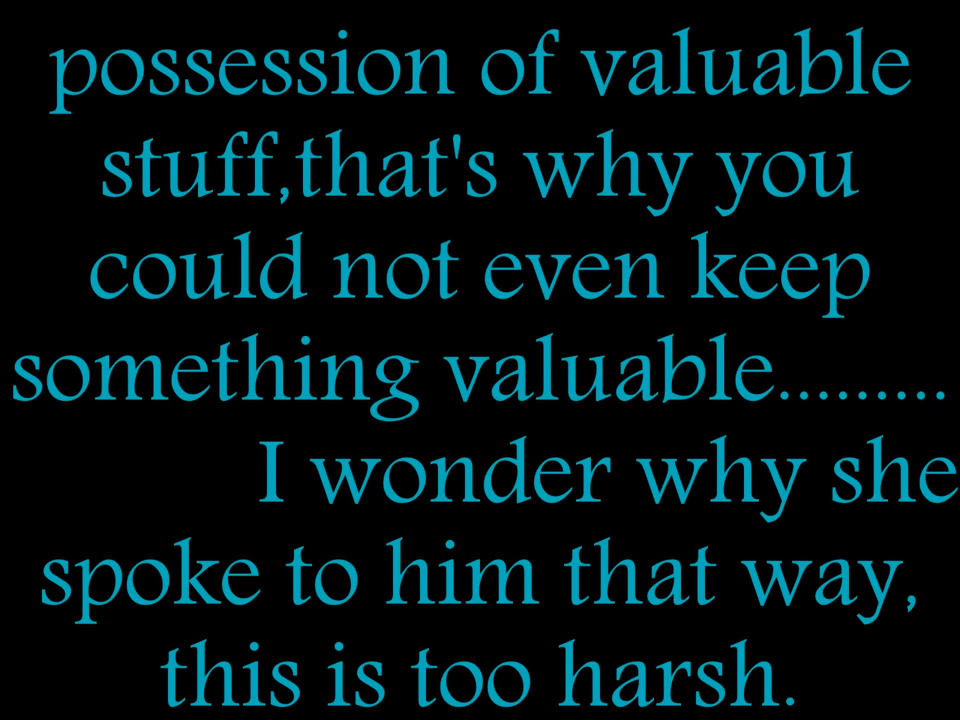 possession of valuable
stuff,that's why you
could not even keep
something valuable.........
I wonder why she
spoke to him that way,
this is too harsh.